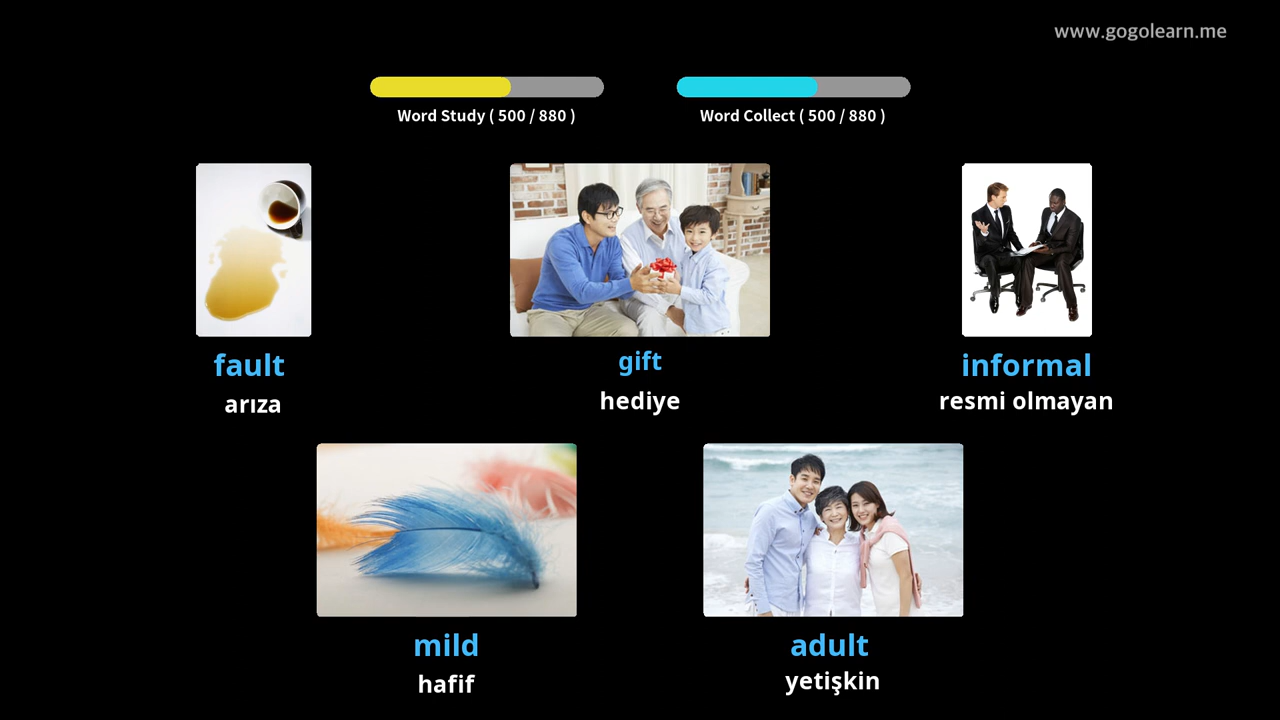 www.gogolearn.me
Word Study ( 500 / 880 )
Word Collect ( 500 / 880 )
fault
arıza
gift
hediye
informal
resmi olmayan
mild
hafif
adult
yetişkin